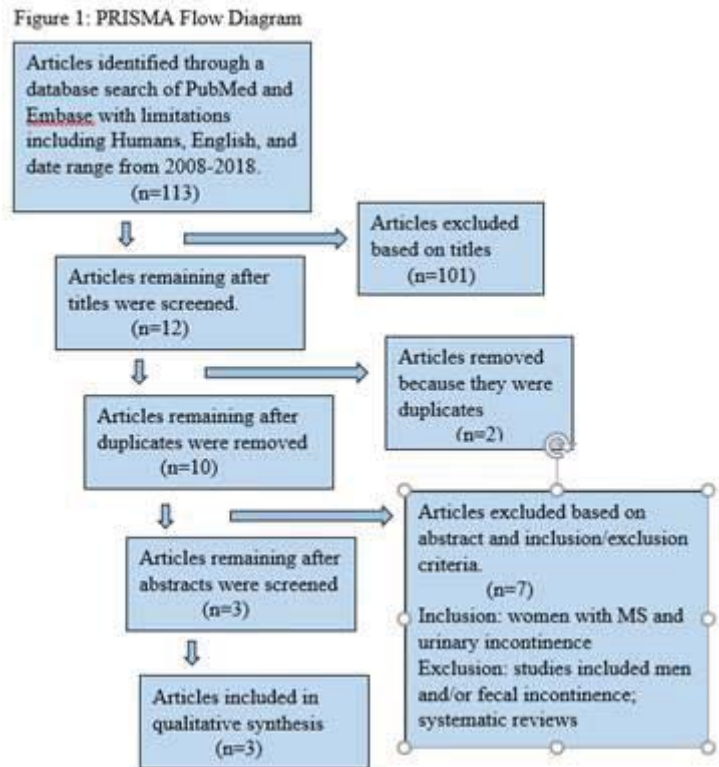 Figure 1: PRISMA Flow Diagram
Articles identified through a
database search of PubMed and
Embase with limitations
including Humans, English, and
date range from 2008-2018.
(n=113)
Articles excluded
based on titles
(n=101)
Articles remaining after
titles were screened.
(n=12)
Articles removed
because they were
duplicates
(n=2)
Articles remaining after
duplicates were removed
(n=10)
Articles excluded based on
abstract and inclusion/exclusion
criteria.
(n=7)
Inclusion: women with MS and
urinary incontinence
Exclusion: studies included men
and/or fecal incontinence;
systematic reviews
Articles remaining after
abstracts were screened
(n=3)
Articles included in
qualitative synthesis
(n=3)